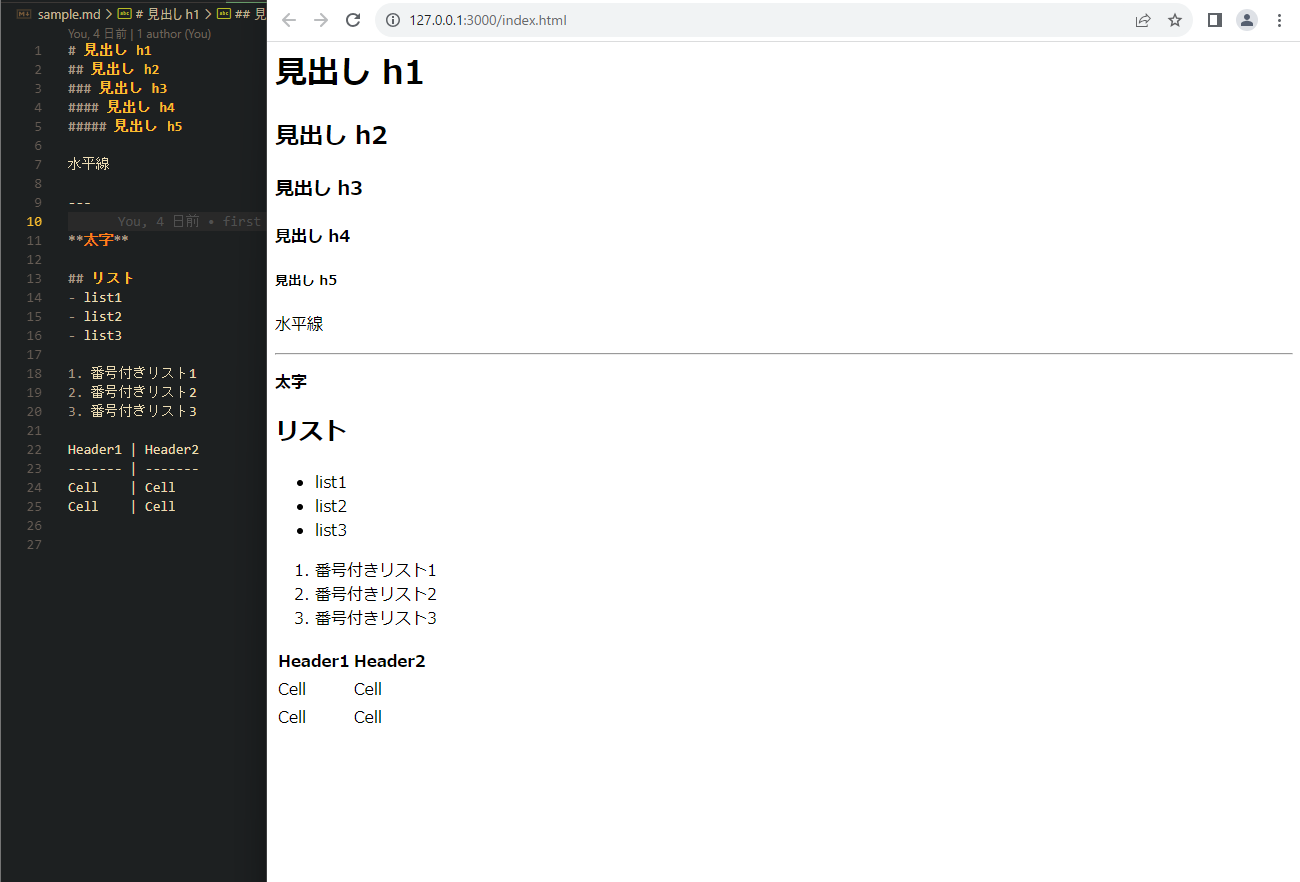 sample.md > # 見出し h1 > ## 見
You, 4 日前 | 1 author (You)
1 # 見出し h1
2 ## 見出し h2
3 ### 見出し h3
4 #### 見出し h4
5 ##### 見出し h5
6
7 水平線
8
9 ---
10 You, 4 日前 • first
11 **太字**
12
13 ## リスト
14 - list1
15 - list2
16 - list3
17
18 1. 番号付きリスト1
19 2. 番号付きリスト2
20 3. 番号付きリスト3
21
22 Header1 | Header2
23 ------- | -------
24 Cell    | Cell
25 Cell    | Cell
26
27
127.0.0.1:3000/index.html
見出し h1
見出し h2
見出し h3
見出し h4
見出し h5
水平線
太字
リスト
• list1
• list2
• list3
1. 番号付きリスト1
2. 番号付きリスト2
3. 番号付きリスト3
Header1 Header2
Cell Cell
Cell Cell